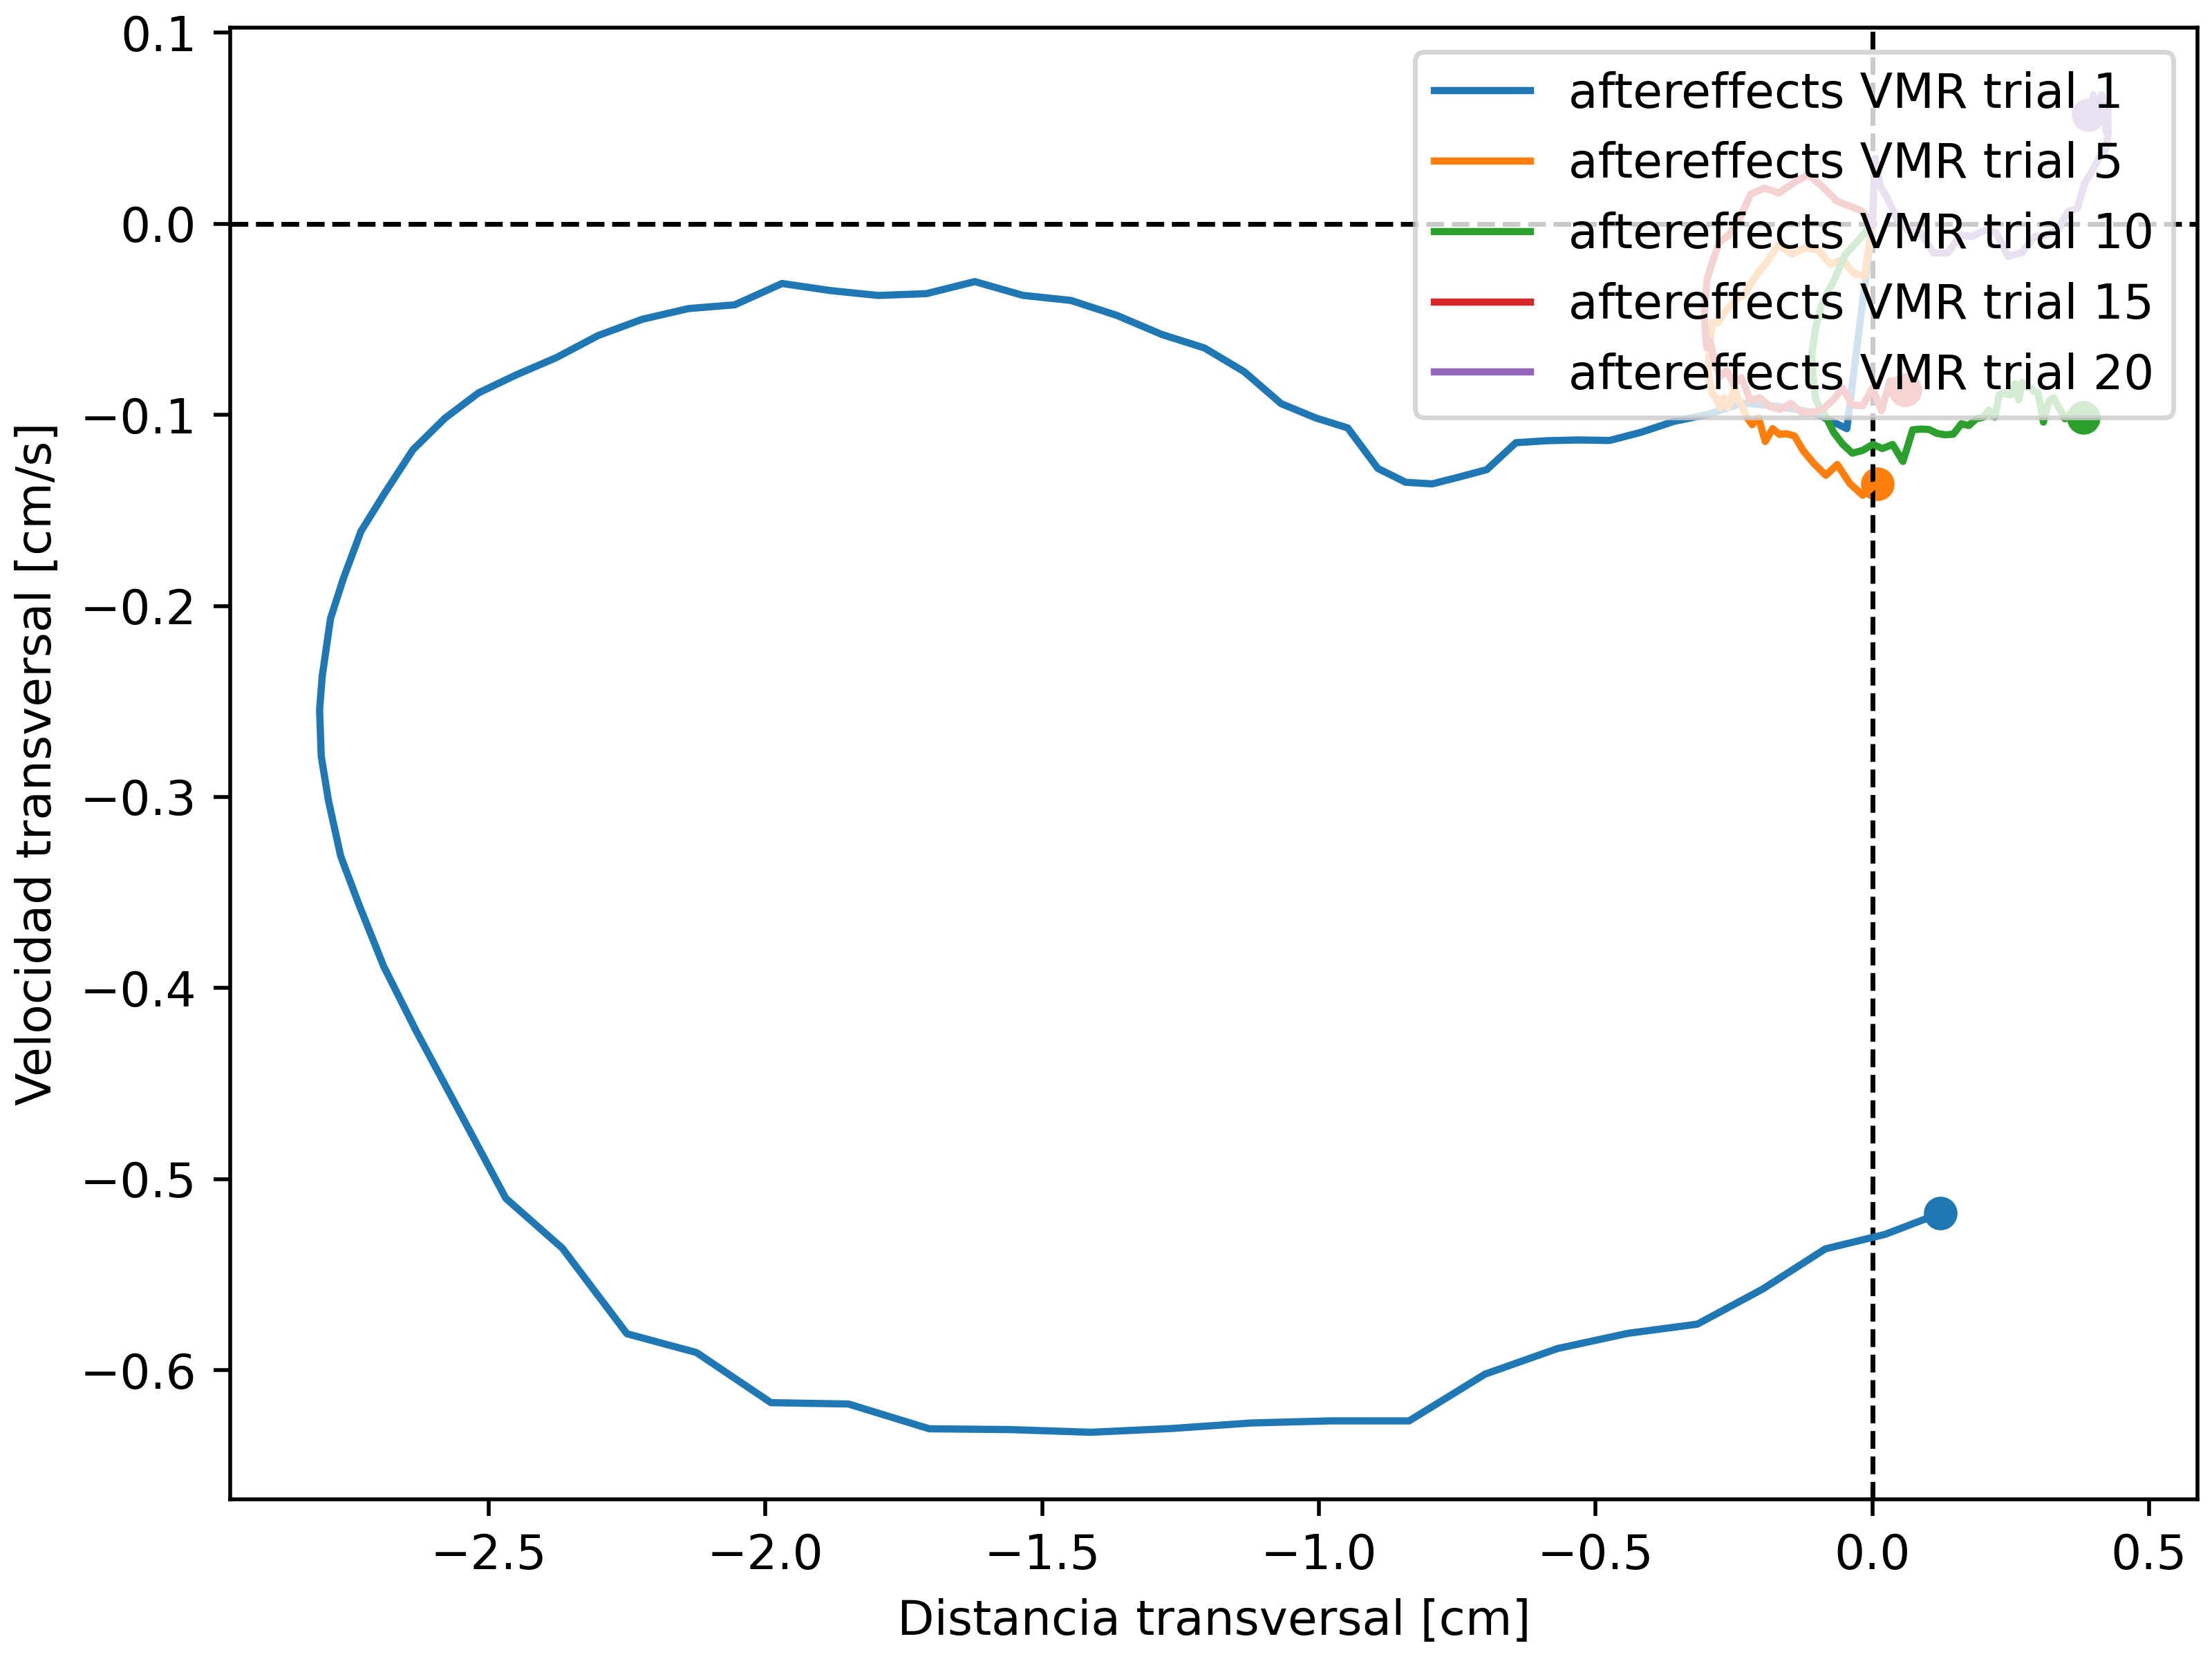 aftereffects VMR trial 1
aftereffects VMR trial 5
aftereffects VMR trial 10
aftereffects VMR trial 15
aftereffects VMR trial 20
0.1
0.0
−0.1
−0.2
−0.3
−0.4
−0.5
−0.6
Velocidad transversal [cm/s]
−2.5
−2.0
−1.5
−1.0
−0.5
0.0
0.5
Distancia transversal [cm]